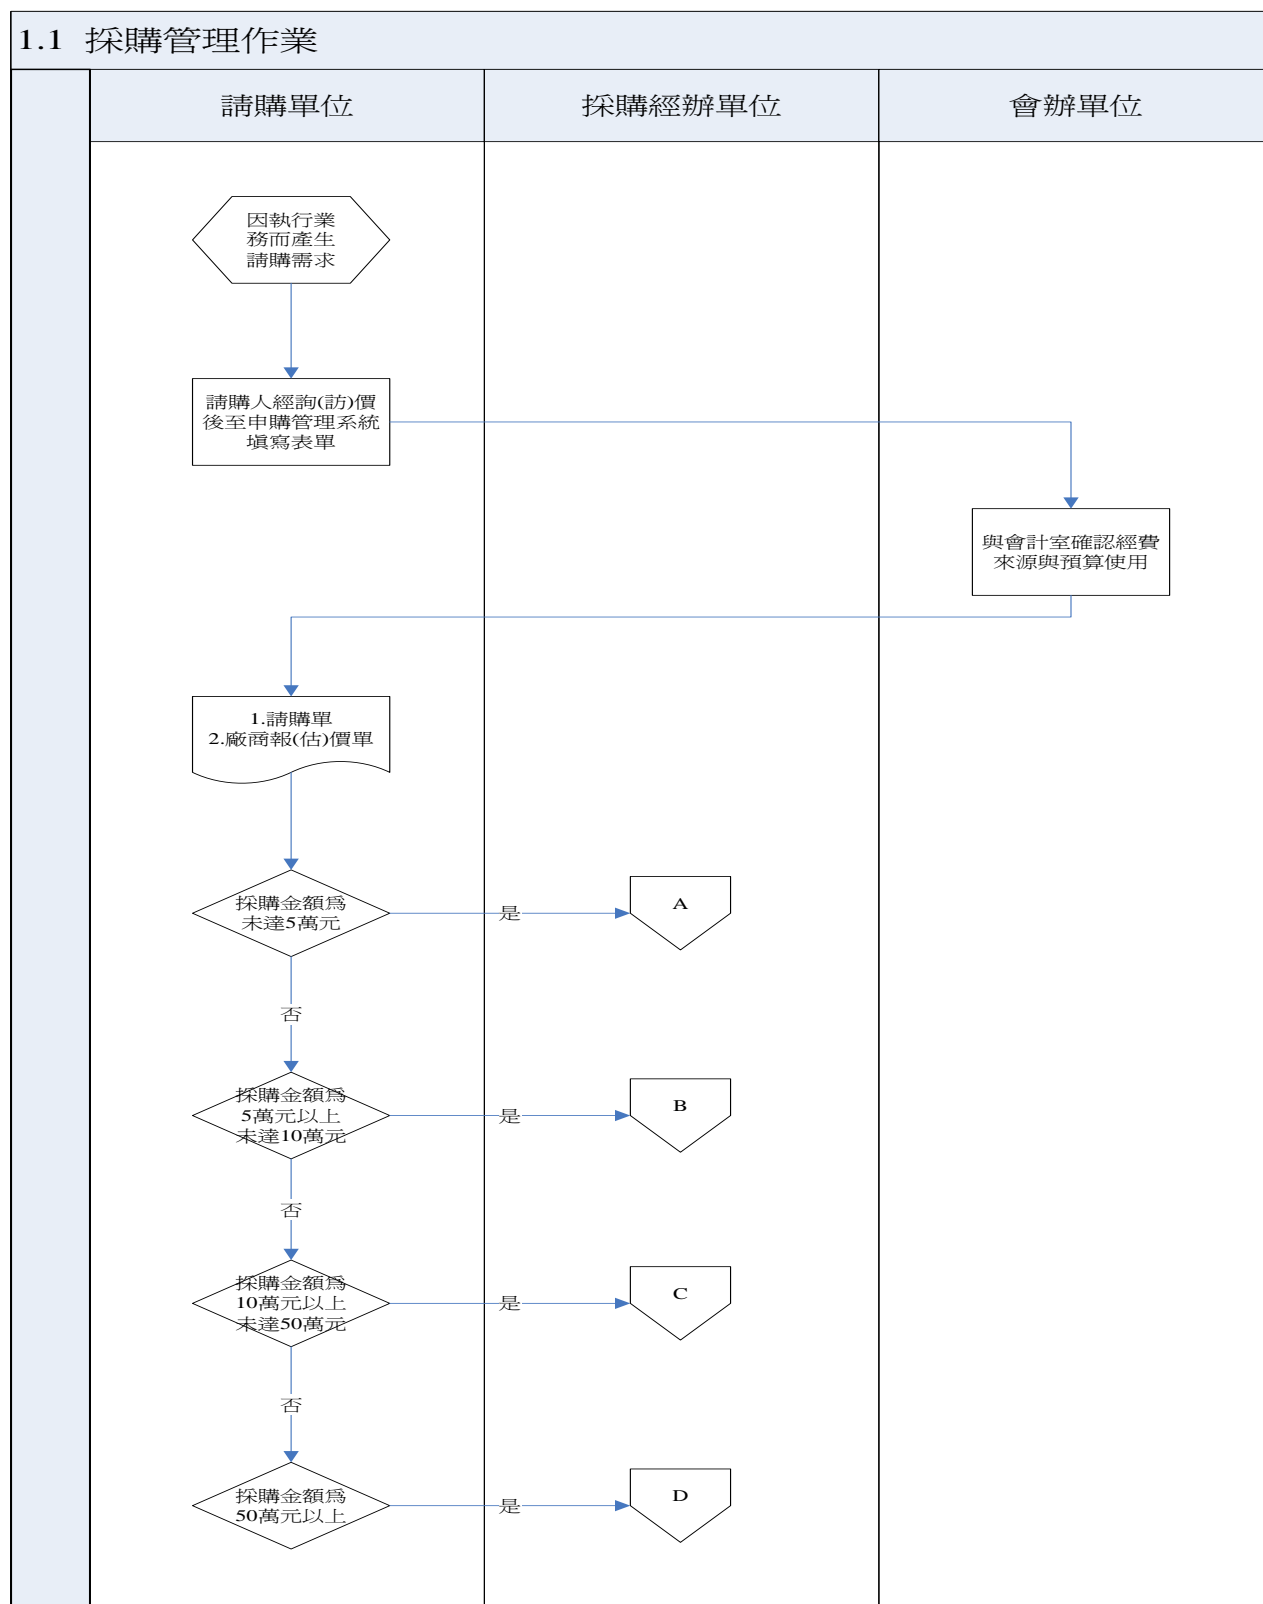 1.1 採購管理作業
請購單位
採購經辦單位
會辦單位
因執行業
務而產生
請購需求
請購人經詢(訪)價
後至申購管理系統
填寫表單
與會計室確認經費
來源與預算使用
1.請購單
2.廠商報(估)價單
採購金額為
未達5萬元
是
A
否
採購金額為
5萬元以上
未達10萬元
是
B
否
採購金額為
10萬元以上
未達50萬元
是
C
否
採購金額為
50萬元以上
是
D